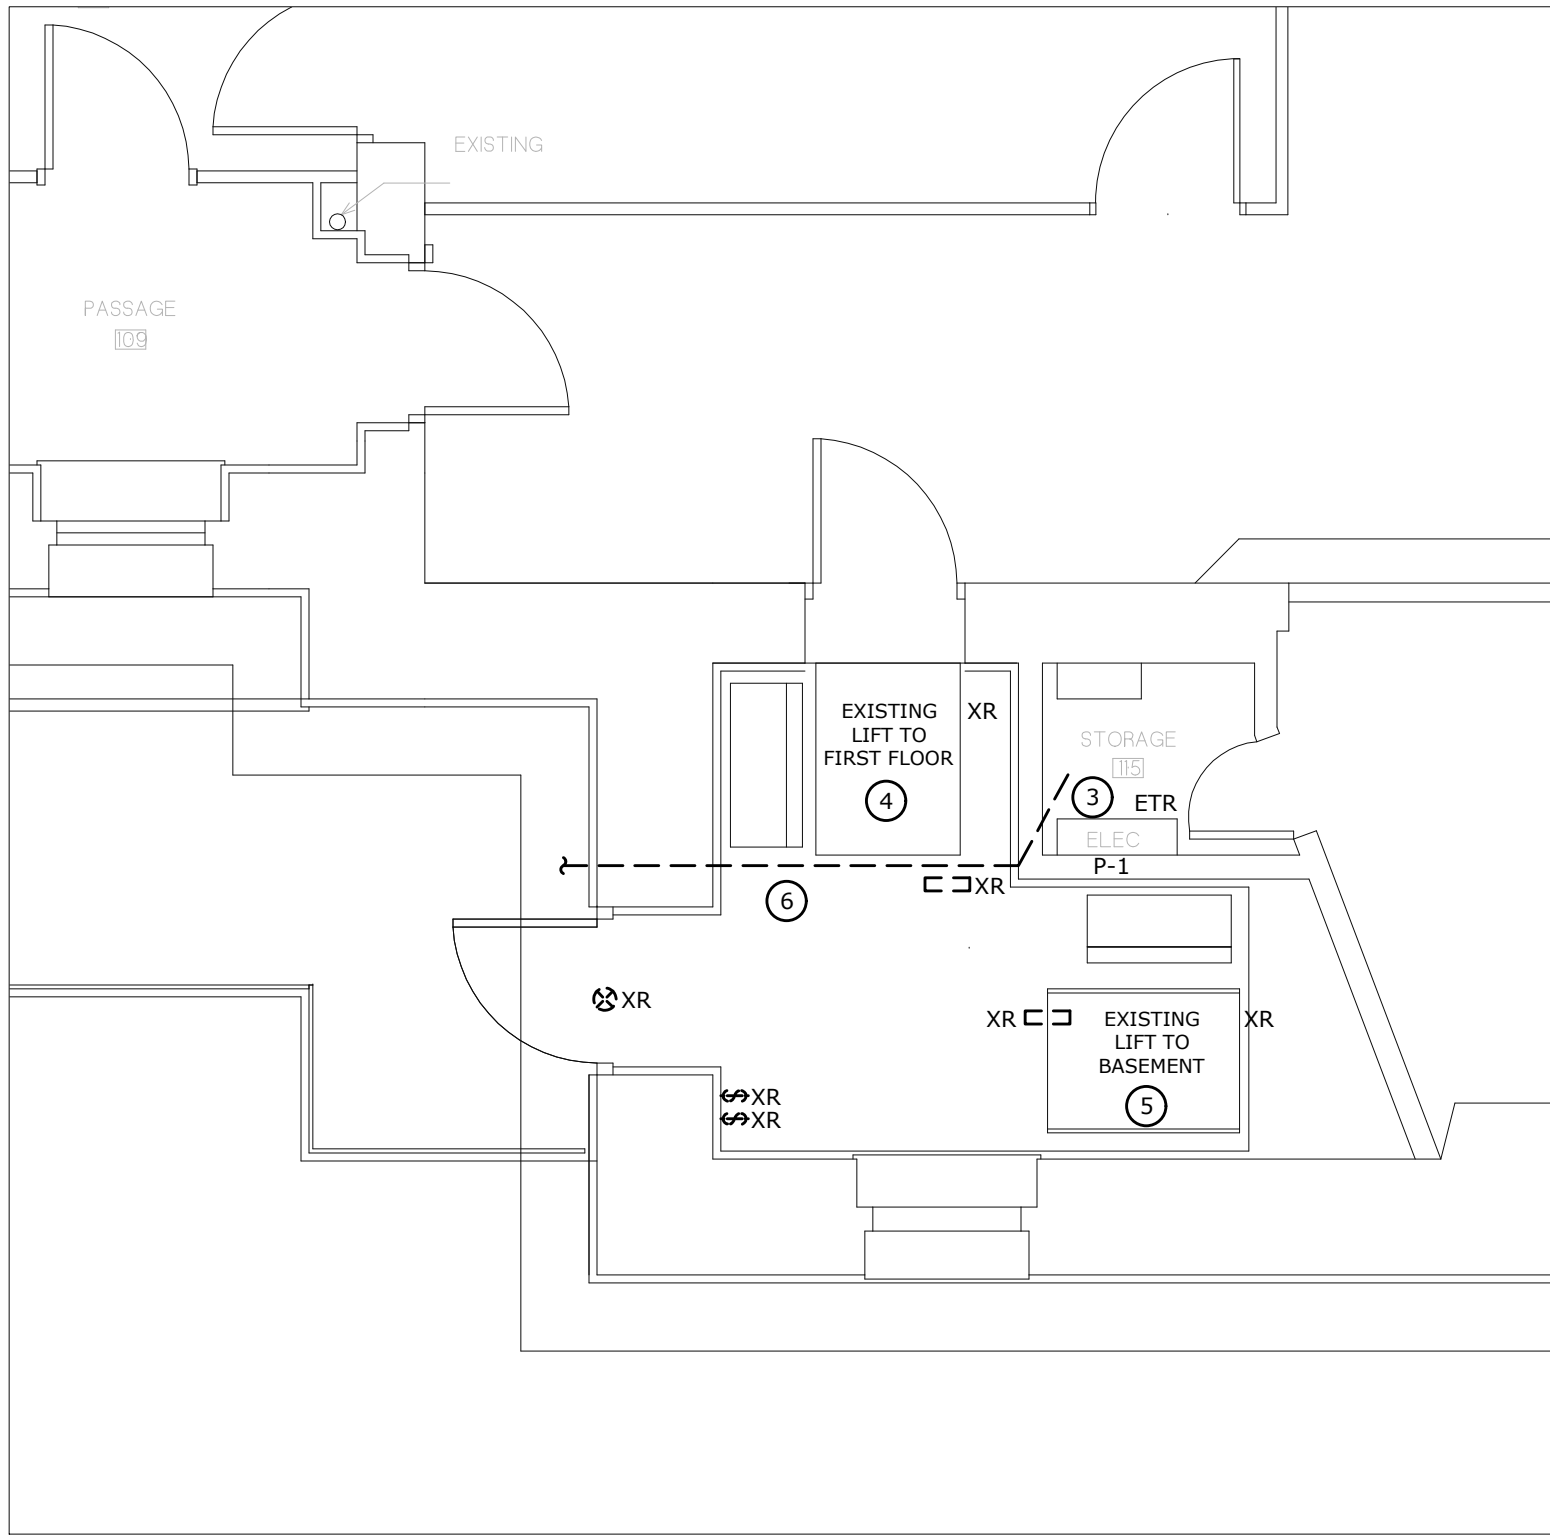 EXISTING
PASSAGE
109
EXISTING
LIFT TO
FIRST FLOOR
4
XR
STORAGE
115
3
ETR
ELEC
P-1
6
XR
XR
XR
EXISTING
LIFT TO
BASEMENT
5
XR
XR
XR